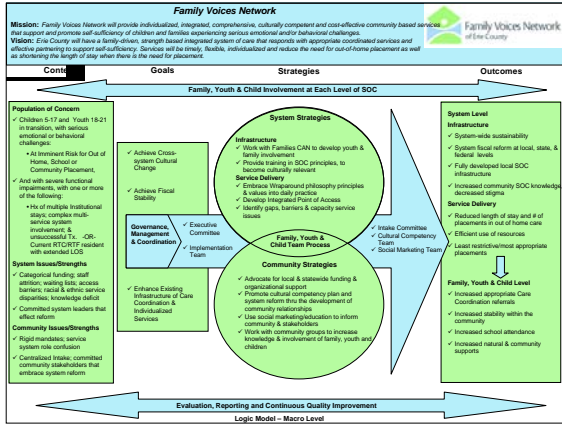 Family Voices Network
Mission: Family Voices Network will provide individualized, integrated, comprehensive, culturally competent and cost-effective community based services
that support and promote self-sufficiency of children and families experiencing serious emotional and/or behavioral challenges.
Vision: Erie County will have a family-driven, strength based integrated system of care that responds with appropriate coordinated services and
effective partnering to support self-sufficiency. Services will be timely, flexible, individualized and reduce the need for out-of-home placement as well
as shortening the length of stay when there is the need for placement.
Family Voices Network
of Erie County
Goals
Strategies
Outcomes
Family, Youth & Child Involvement at Each Level of SOC
Population of Concern
✓ Children 5-17 and Youth 18-21
in transition, with serious
emotional or behavioral
challenges:
• At Imminent Risk for Out of
Home, School or
Community Placement,
✓ And with severe functional
impairments, with one or more
of the following:
• Hx of multiple Institutional
stays; complex multi-
service system
involvement; &
unsuccessful Tx. -OR-
Current RTC/RTF resident
with extended LOS
System Issues/Strengths
✓ Categorical funding; staff
attrition; waiting lists; access
barriers; racial & ethnic service
disparities; knowledge deficit
✓ Committed system leaders that
effect reform
Community Issues/Strengths
✓ Rigid mandates; service
system role confusion
✓ Centralized Intake; committed
community stakeholders that
embrace system reform
✓ Achieve Cross-
system Cultural
Change
✓ Achieve Fiscal
Stability
Governance,
Management
& Coordination
✓ Executive
Committee
✓ Implementation
Team
✓ Enhance Existing
Infrastructure of Care
Coordination &
Individualized
Services
System Strategies
Infrastructure
✓ Work with Families CAN to develop youth &
family involvement
✓ Provide training in SOC principles, to
become culturally relevant
Service Delivery
✓ Embrace Wraparound philosophy principles
& values into daily practice
✓ Develop Integrated Point of Access
✓ Identify gaps, barriers & capacity service
issues
Family, Youth &
Child Team Process
Community Strategies
✓ Advocate for local & statewide funding &
organizational support
✓ Promote cultural competency plan and
system reform thru the development of
community relationships
✓ Use social marketing/education to inform
community & stakeholders
✓ Work with community groups to increase
knowledge & involvement of family, youth and
children
✓ Intake Committee
✓ Cultural Competency
Team
✓ Social Marketing Team
System Level
Infrastructure
✓ System-wide sustainability
✓ System fiscal reform at local, state, &
federal levels
✓ Fully developed local SOC
infrastructure
✓ Increased community SOC knowledge,
decreased stigma
Service Delivery
✓ Reduced length of stay and # of
placements in out of home care
✓ Efficient use of resources
✓ Least restrictive/most appropriate
placements
Family, Youth & Child Level
✓ Increased appropriate Care
Coordination referrals
✓ Increased stability within the
community
✓ Increased school attendance
✓ Increased natural & community
supports
Evaluation, Reporting and Continuous Quality Improvement
Logic Model – Macro Level